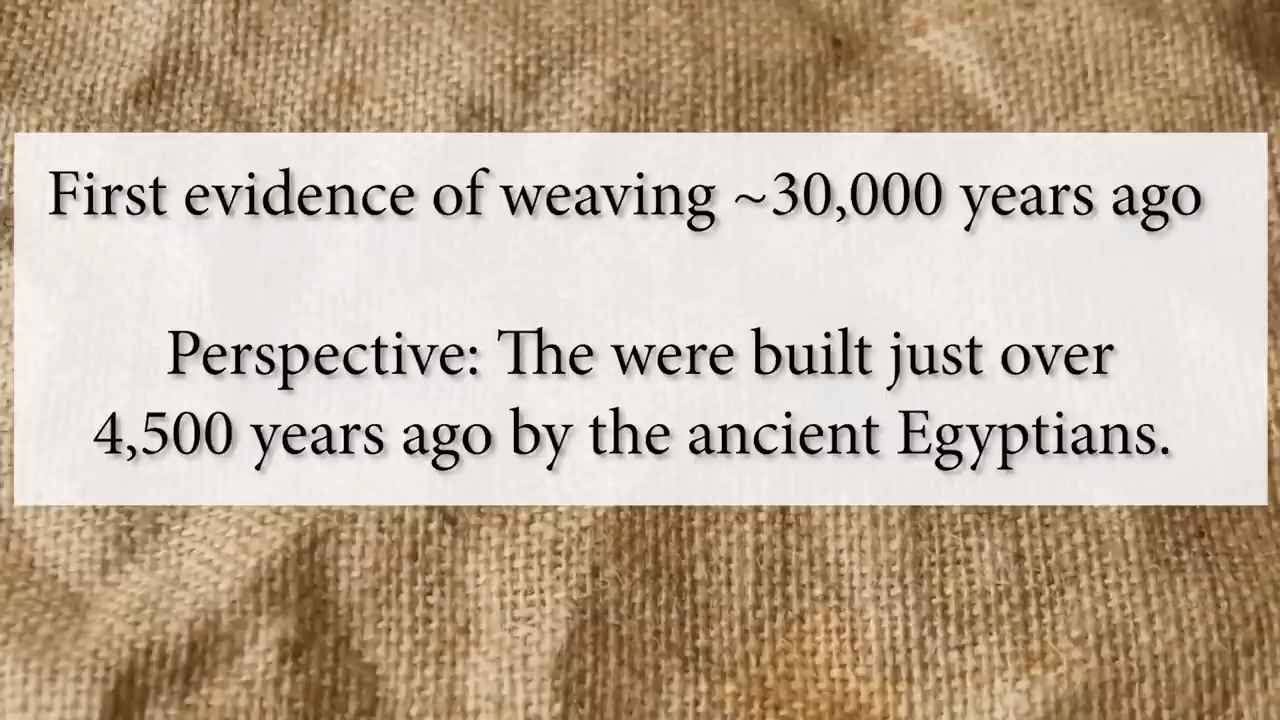 First evidence of weaving ~30,000 years ago
Perspective: The were built just over
4,500 years ago by the ancient Egyptians.